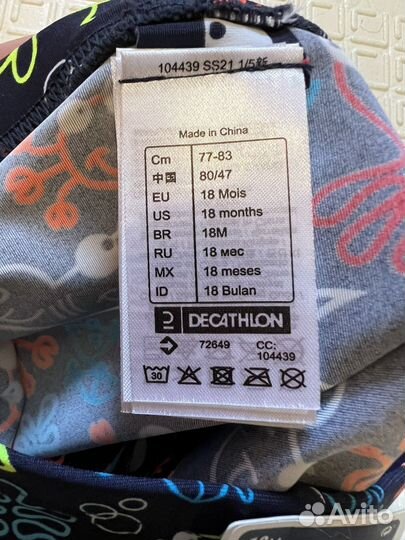 104439 SS21 1/5新
Made in China
Cm 77-83
中国 80/47
EU 18 Mois
US 18 months
BR 18M
RU 18 мес
MX 18 meses
ID 18 Bulan
DECATHLON
72649 CC:
104439
30
Avito